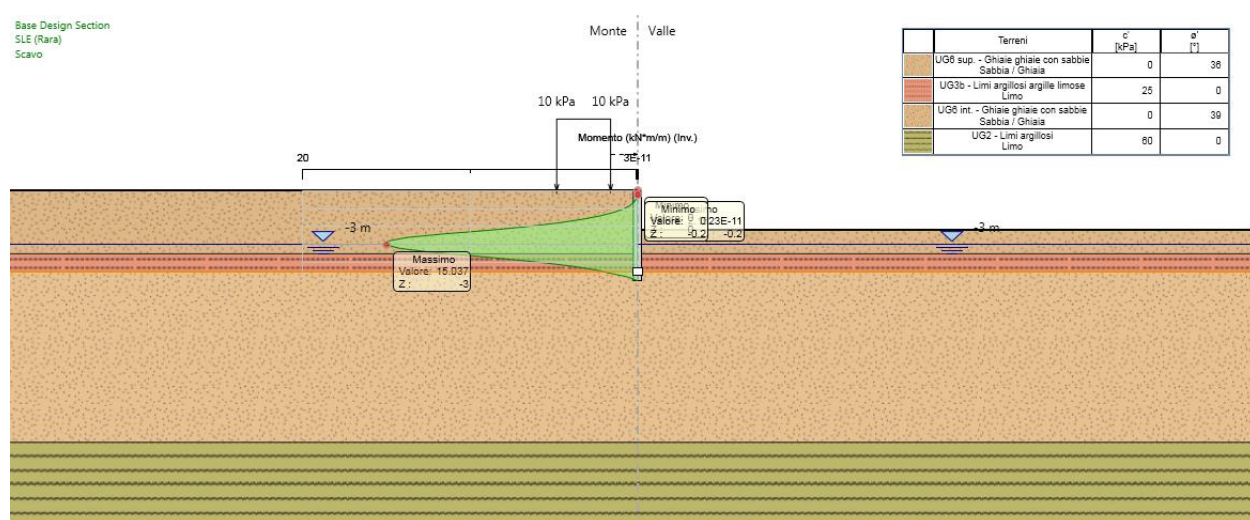 Base Design Section
SLE (Rara)
Scavo
Monte
Valle
Terreni
c'
[kPa]
ø'
[°]
UG6 sup. - Ghiaie ghiaie con sabbie
Sabbia / Ghiaia
0
36
UG3b - Limi argillosi argille limose
Limo
25
0
UG6 int. - Ghiaie ghiaie con sabbie
Sabbia / Ghiaia
0
39
UG2 - Limi argillosi
Limo
60
0
10 kPa
10 kPa
Momento (kN*m/m) (Inv.)
20
3E-11
Minimo
Valore:
Z :
-0.2
-0.2
-3 m
-3 m
Massimo
Valore: 15.037
Z : -3